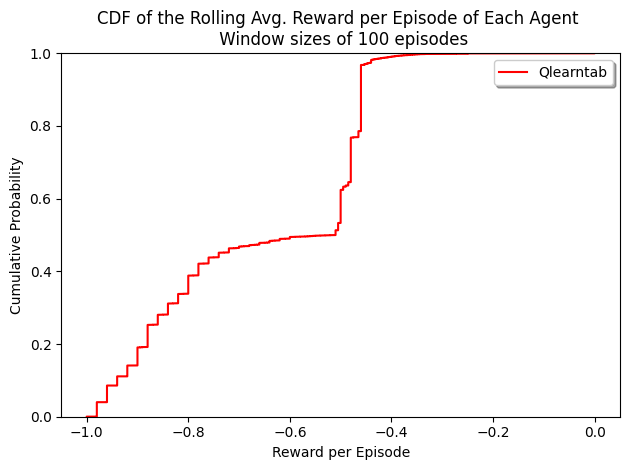 CDF of the Rolling Avg. Reward per Episode of Each Agent
Window sizes of 100 episodes
Qlearntab
Cumulative Probability
1.0
0.8
0.6
0.4
0.2
0.0
−1.0 −0.8 −0.6 −0.4 −0.2 0.0
Reward per Episode